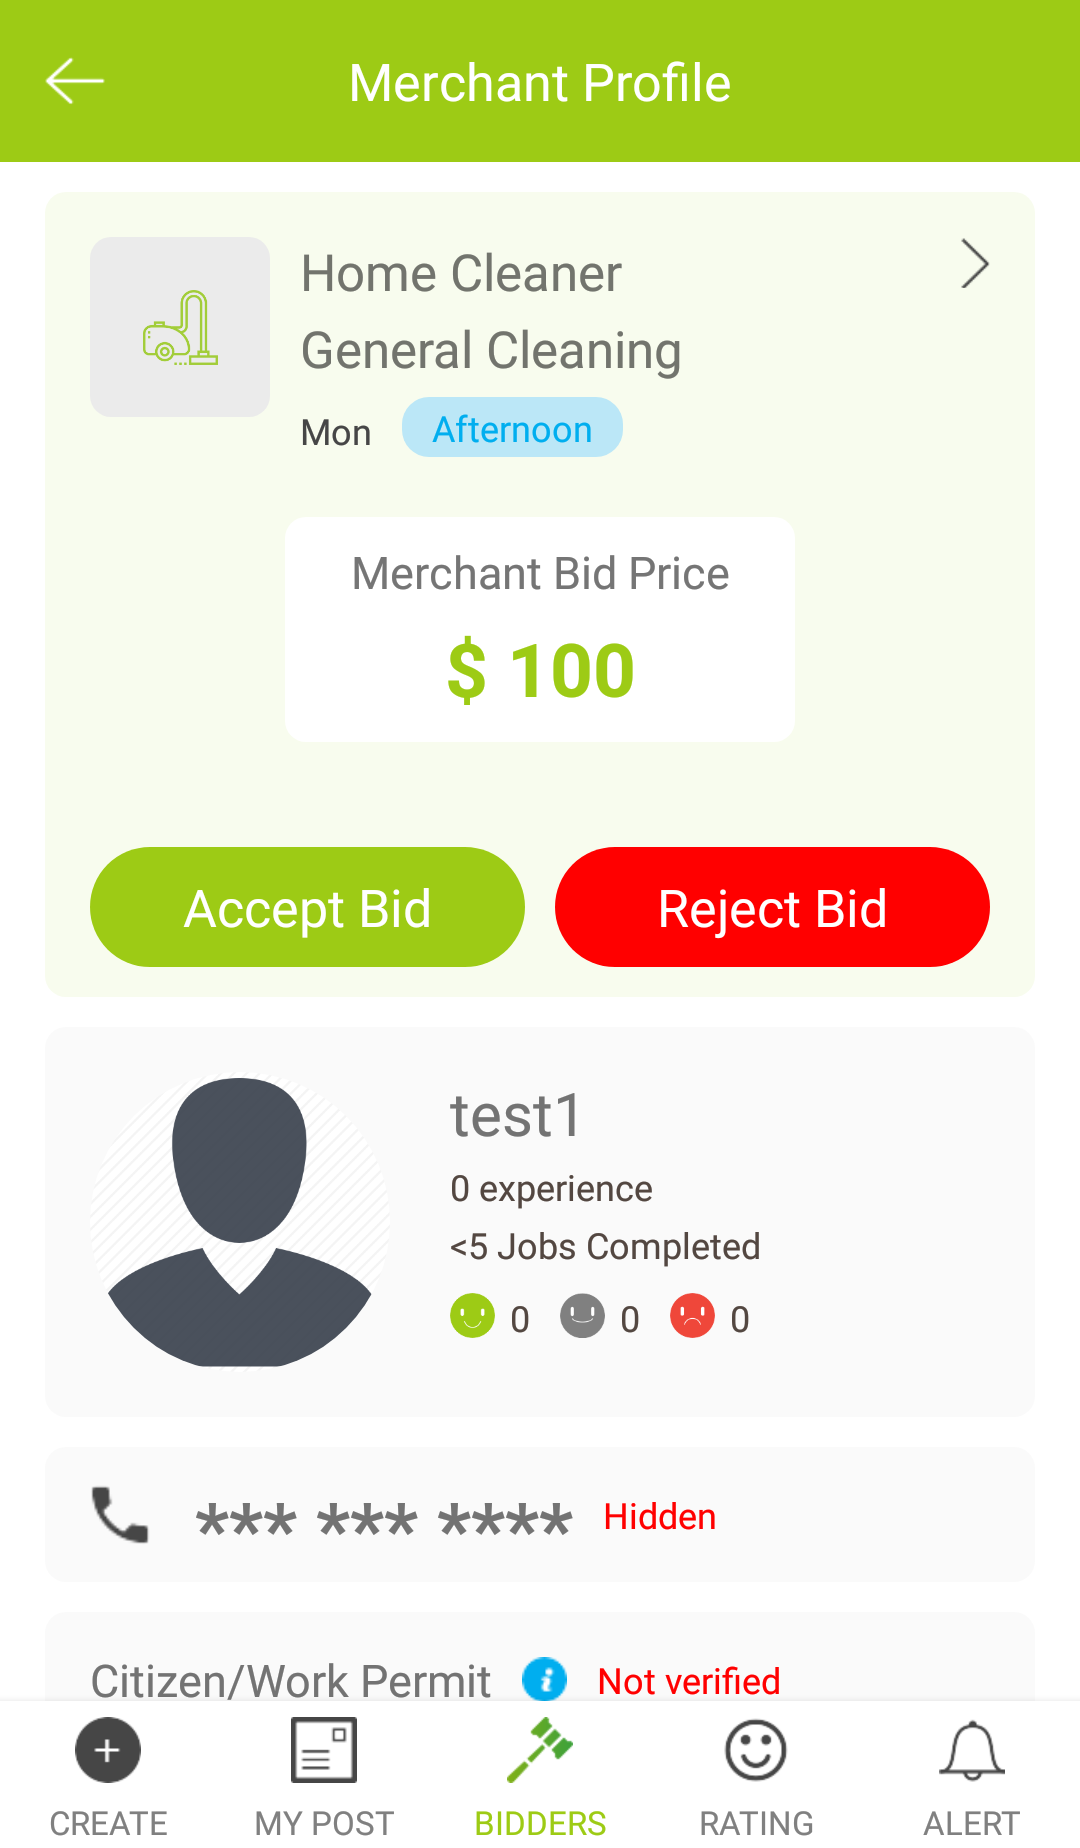 Merchant Profile
Home Cleaner
General Cleaning
Mon Afternoon
Merchant Bid Price
$ 100
Accept Bid Reject Bid
test1
0 experience
<5 Jobs Completed
0 0 0
*** *** **** Hidden
Citizen/Work Permit i Not verified
CREATE MY POST BIDDERS RATING ALERT